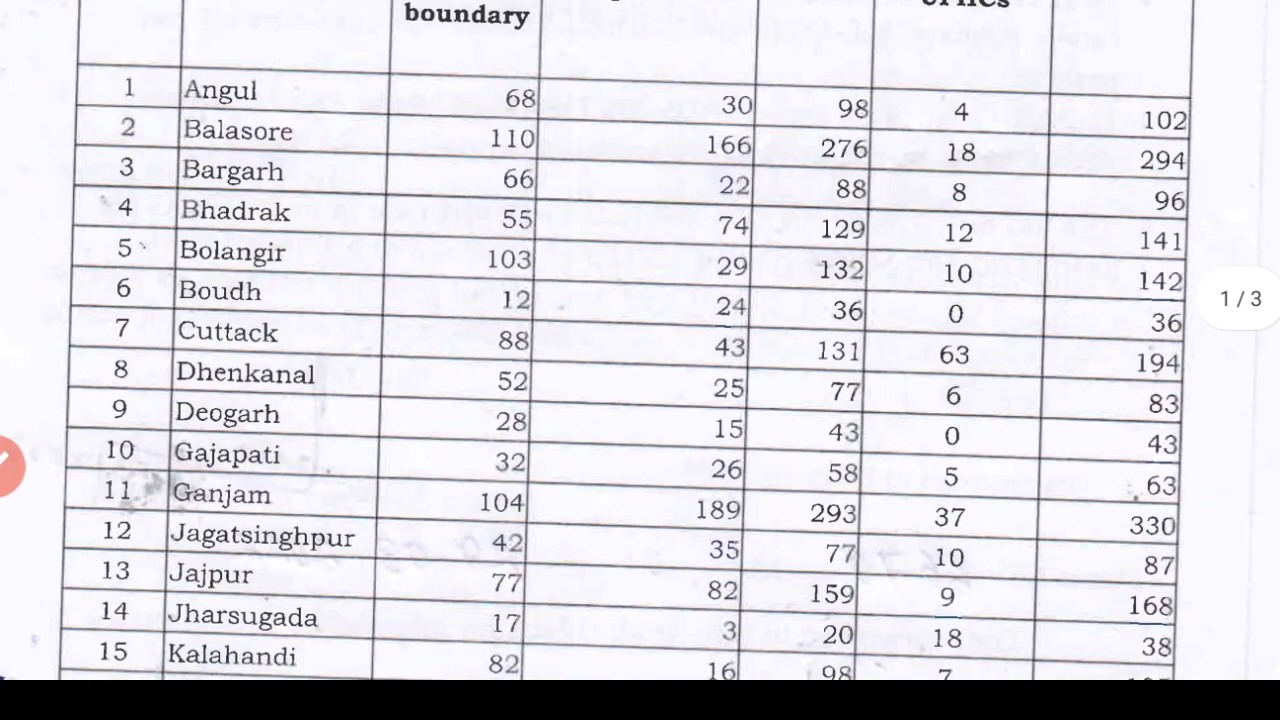 boundary
1 Angul 68 30 98 4 102
2 Balasore 110 166 276 18 294
3 Bargarh 66 22 88 8 96
4 Bhadrak 55 74 129 12 141
5 Bolangir 103 29 132 10 142
6 Boudh 12 24 36 0 36
7 Cuttack 88 43 131 63 194
8 Dhenkanal 52 25 77 6 83
9 Deogarh 28 15 43 0 43
10 Gajapati 32 26 58 5 63
11 Ganjam 104 189 293 37 330
12 Jagatsinghpur 42 35 77 10 87
13 Jajpur 77 82 159 9 168
14 Jharsugada 17 3 20 18 38
15 Kalahandi 82 16 98 7
1 / 3